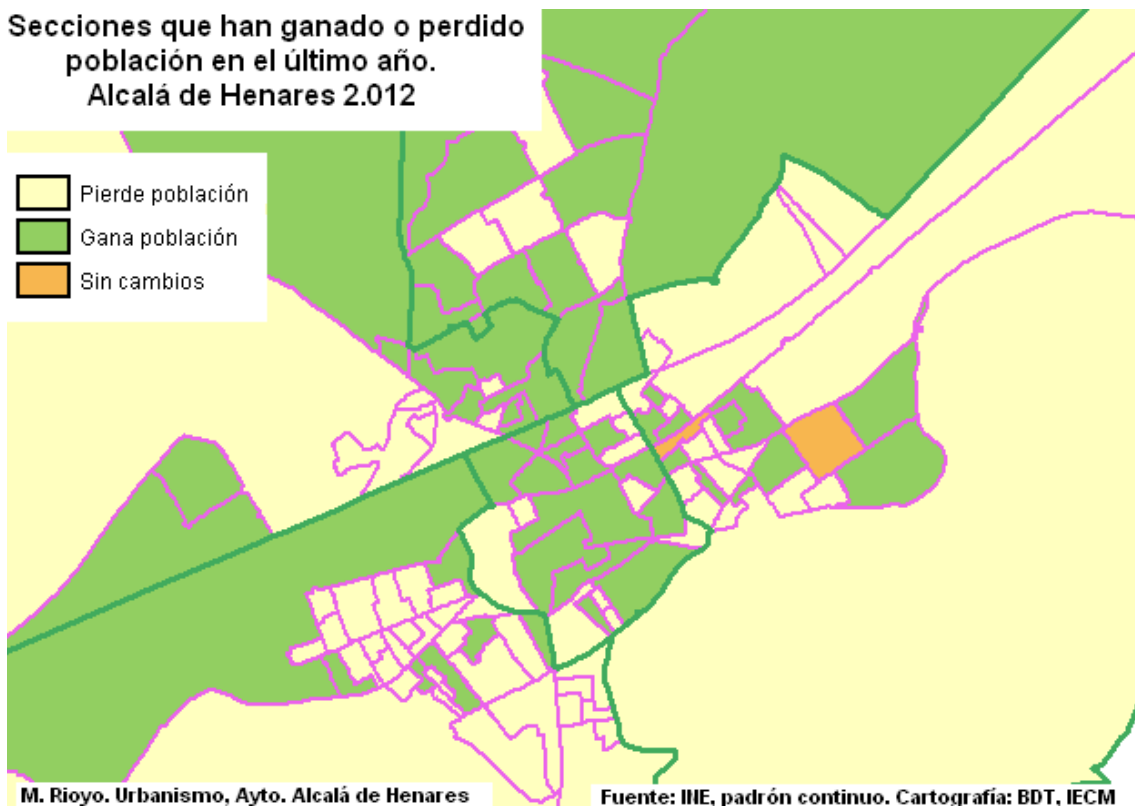 Secciones que han ganado o perdido
población en el último año.
Alcalá de Henares 2.012
Pierde población
Gana población
Sin cambios
M. Rioyo. Urbanismo, Ayto. Alcalá de Henares
Fuente: INE, padrón continuo. Cartografía: BDT, IECM